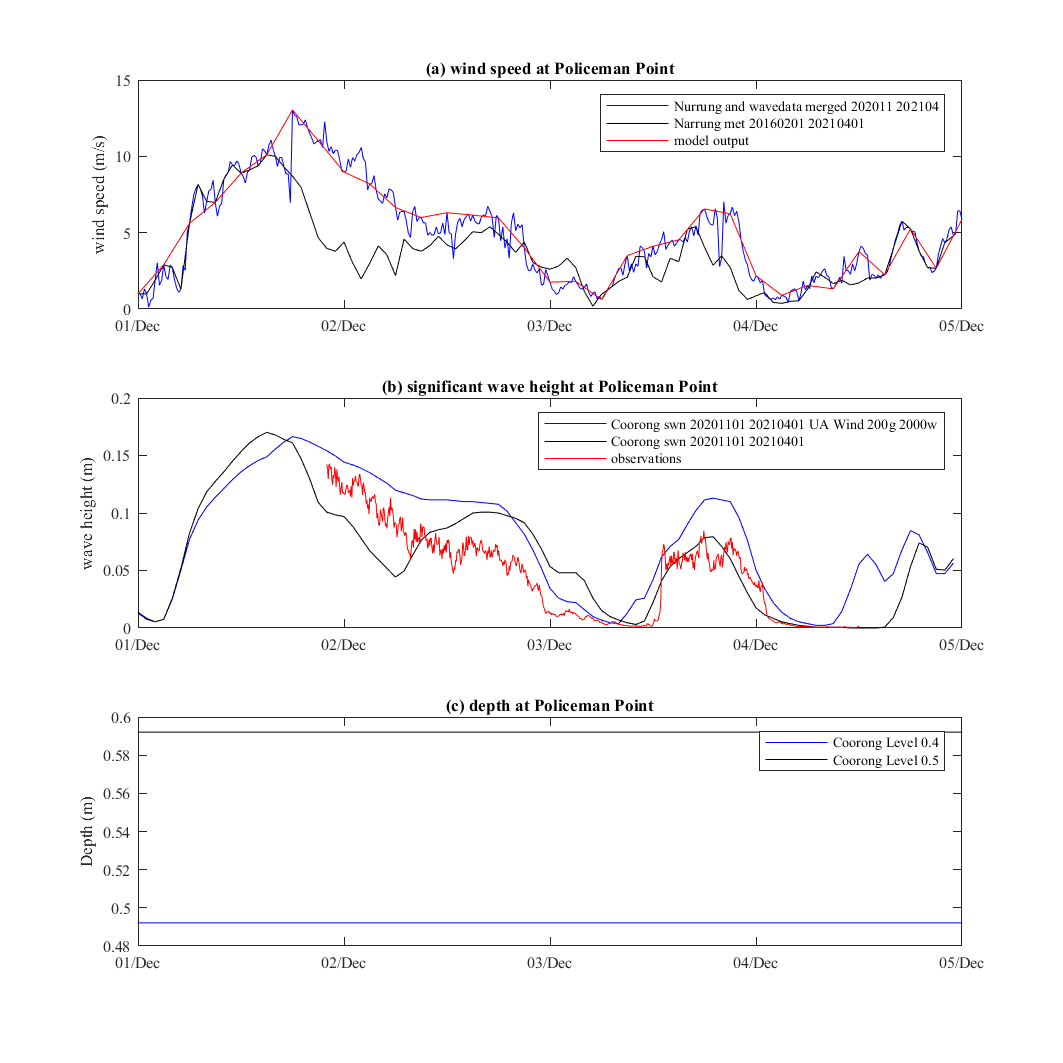 (a) wind speed at Policeman Point
15
10
5
0
wind speed (m/s)
Nurrung and wavedata merged 202011 202104
Narrung met 20160201 20210401
model output
01/Dec 02/Dec 03/Dec 04/Dec 05/Dec
(b) significant wave height at Policeman Point
0.2
0.15
0.1
0.05
0
wave height (m)
Coorong swn 20201101 20210401 UA Wind 200g 2000w
Coorong swn 20201101 20210401
observations
01/Dec 02/Dec 03/Dec 04/Dec 05/Dec
(c) depth at Policeman Point
0.6
0.58
0.56
0.54
0.52
0.5
0.48
Depth (m)
Coorong Level 0.4
Coorong Level 0.5
01/Dec 02/Dec 03/Dec 04/Dec 05/Dec